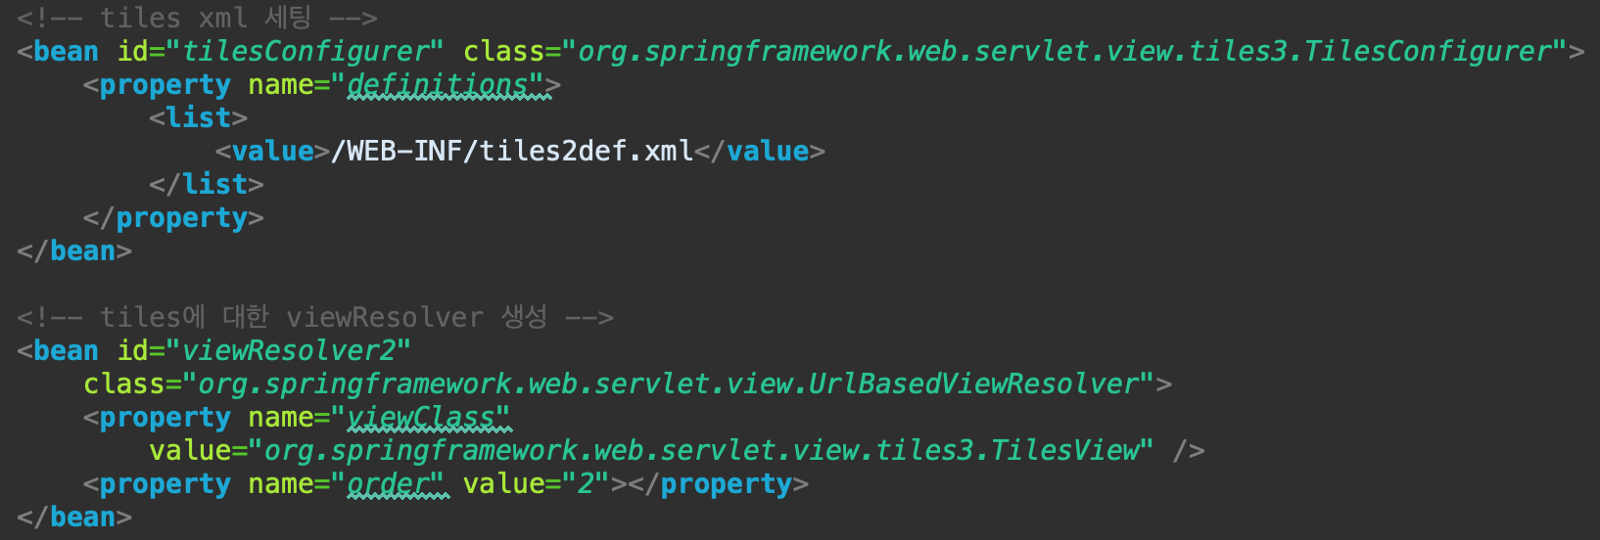 <!-- tiles xml 세팅 -->
<bean id="tilesConfigurer" class="org.springframework.web.servlet.view.tiles3.TilesConfigurer">
    <property name="definitions">
        <list>
            <value>/WEB-INF/tiles2def.xml</value>
        </list>
    </property>
</bean>
<!-- tiles에 대한 viewResolver 생성 -->
<bean id="viewResolver2"
    class="org.springframework.web.servlet.view.UrlBasedViewResolver">
    <property name="viewClass"
        value="org.springframework.web.servlet.view.tiles3.TilesView" />
    <property name="order" value="2"></property>
</bean>